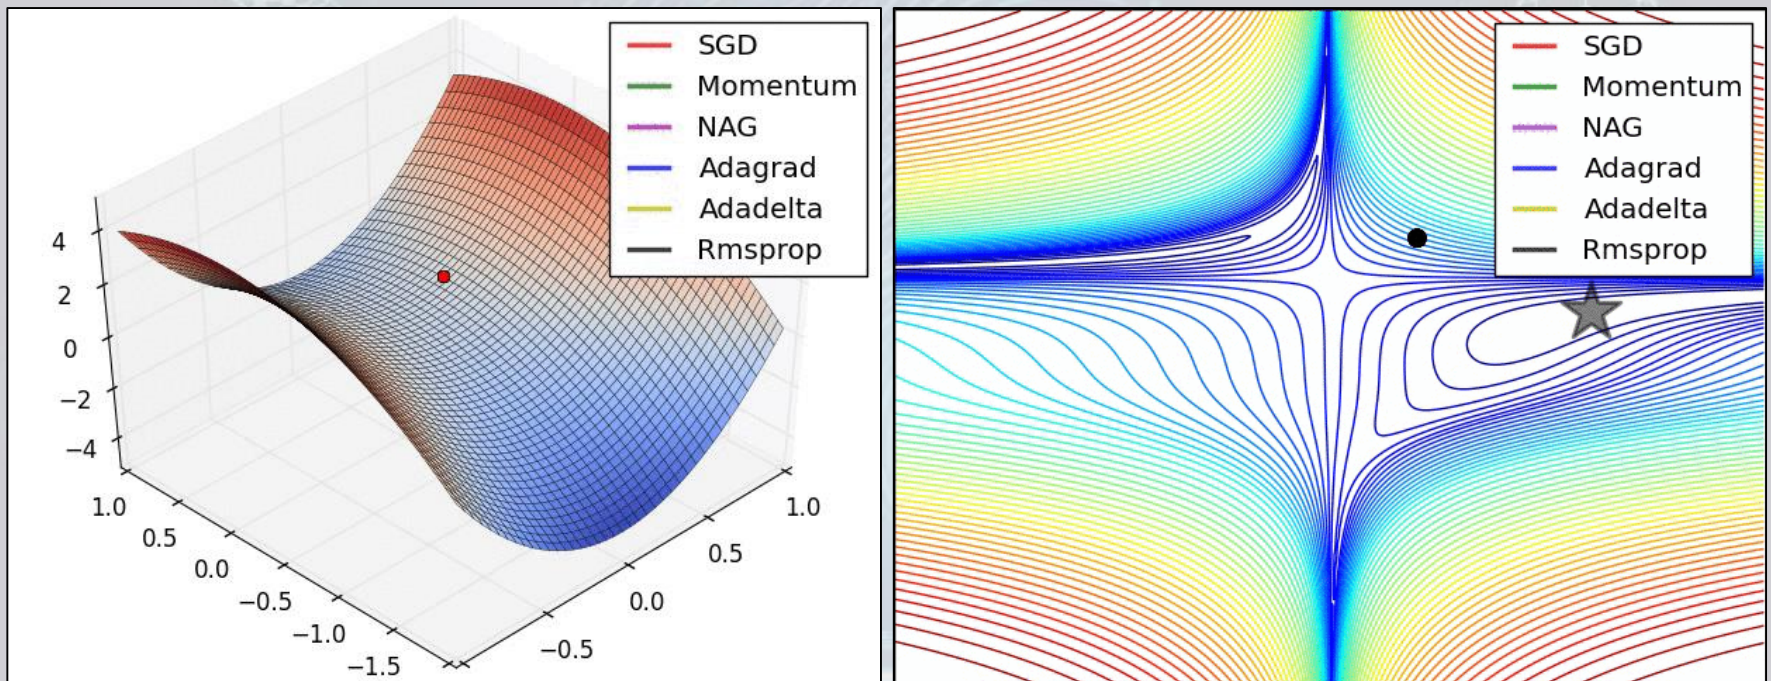 SGD
Momentum
NAG
Adagrad
Adadelta
Rmsprop
4
2
0
−2
−4
1.0
0.5
0.0
−0.5
−1.0
−1.5
1.0
0.5
0.0
−0.5
SGD
Momentum
NAG
Adagrad
Adadelta
Rmsprop